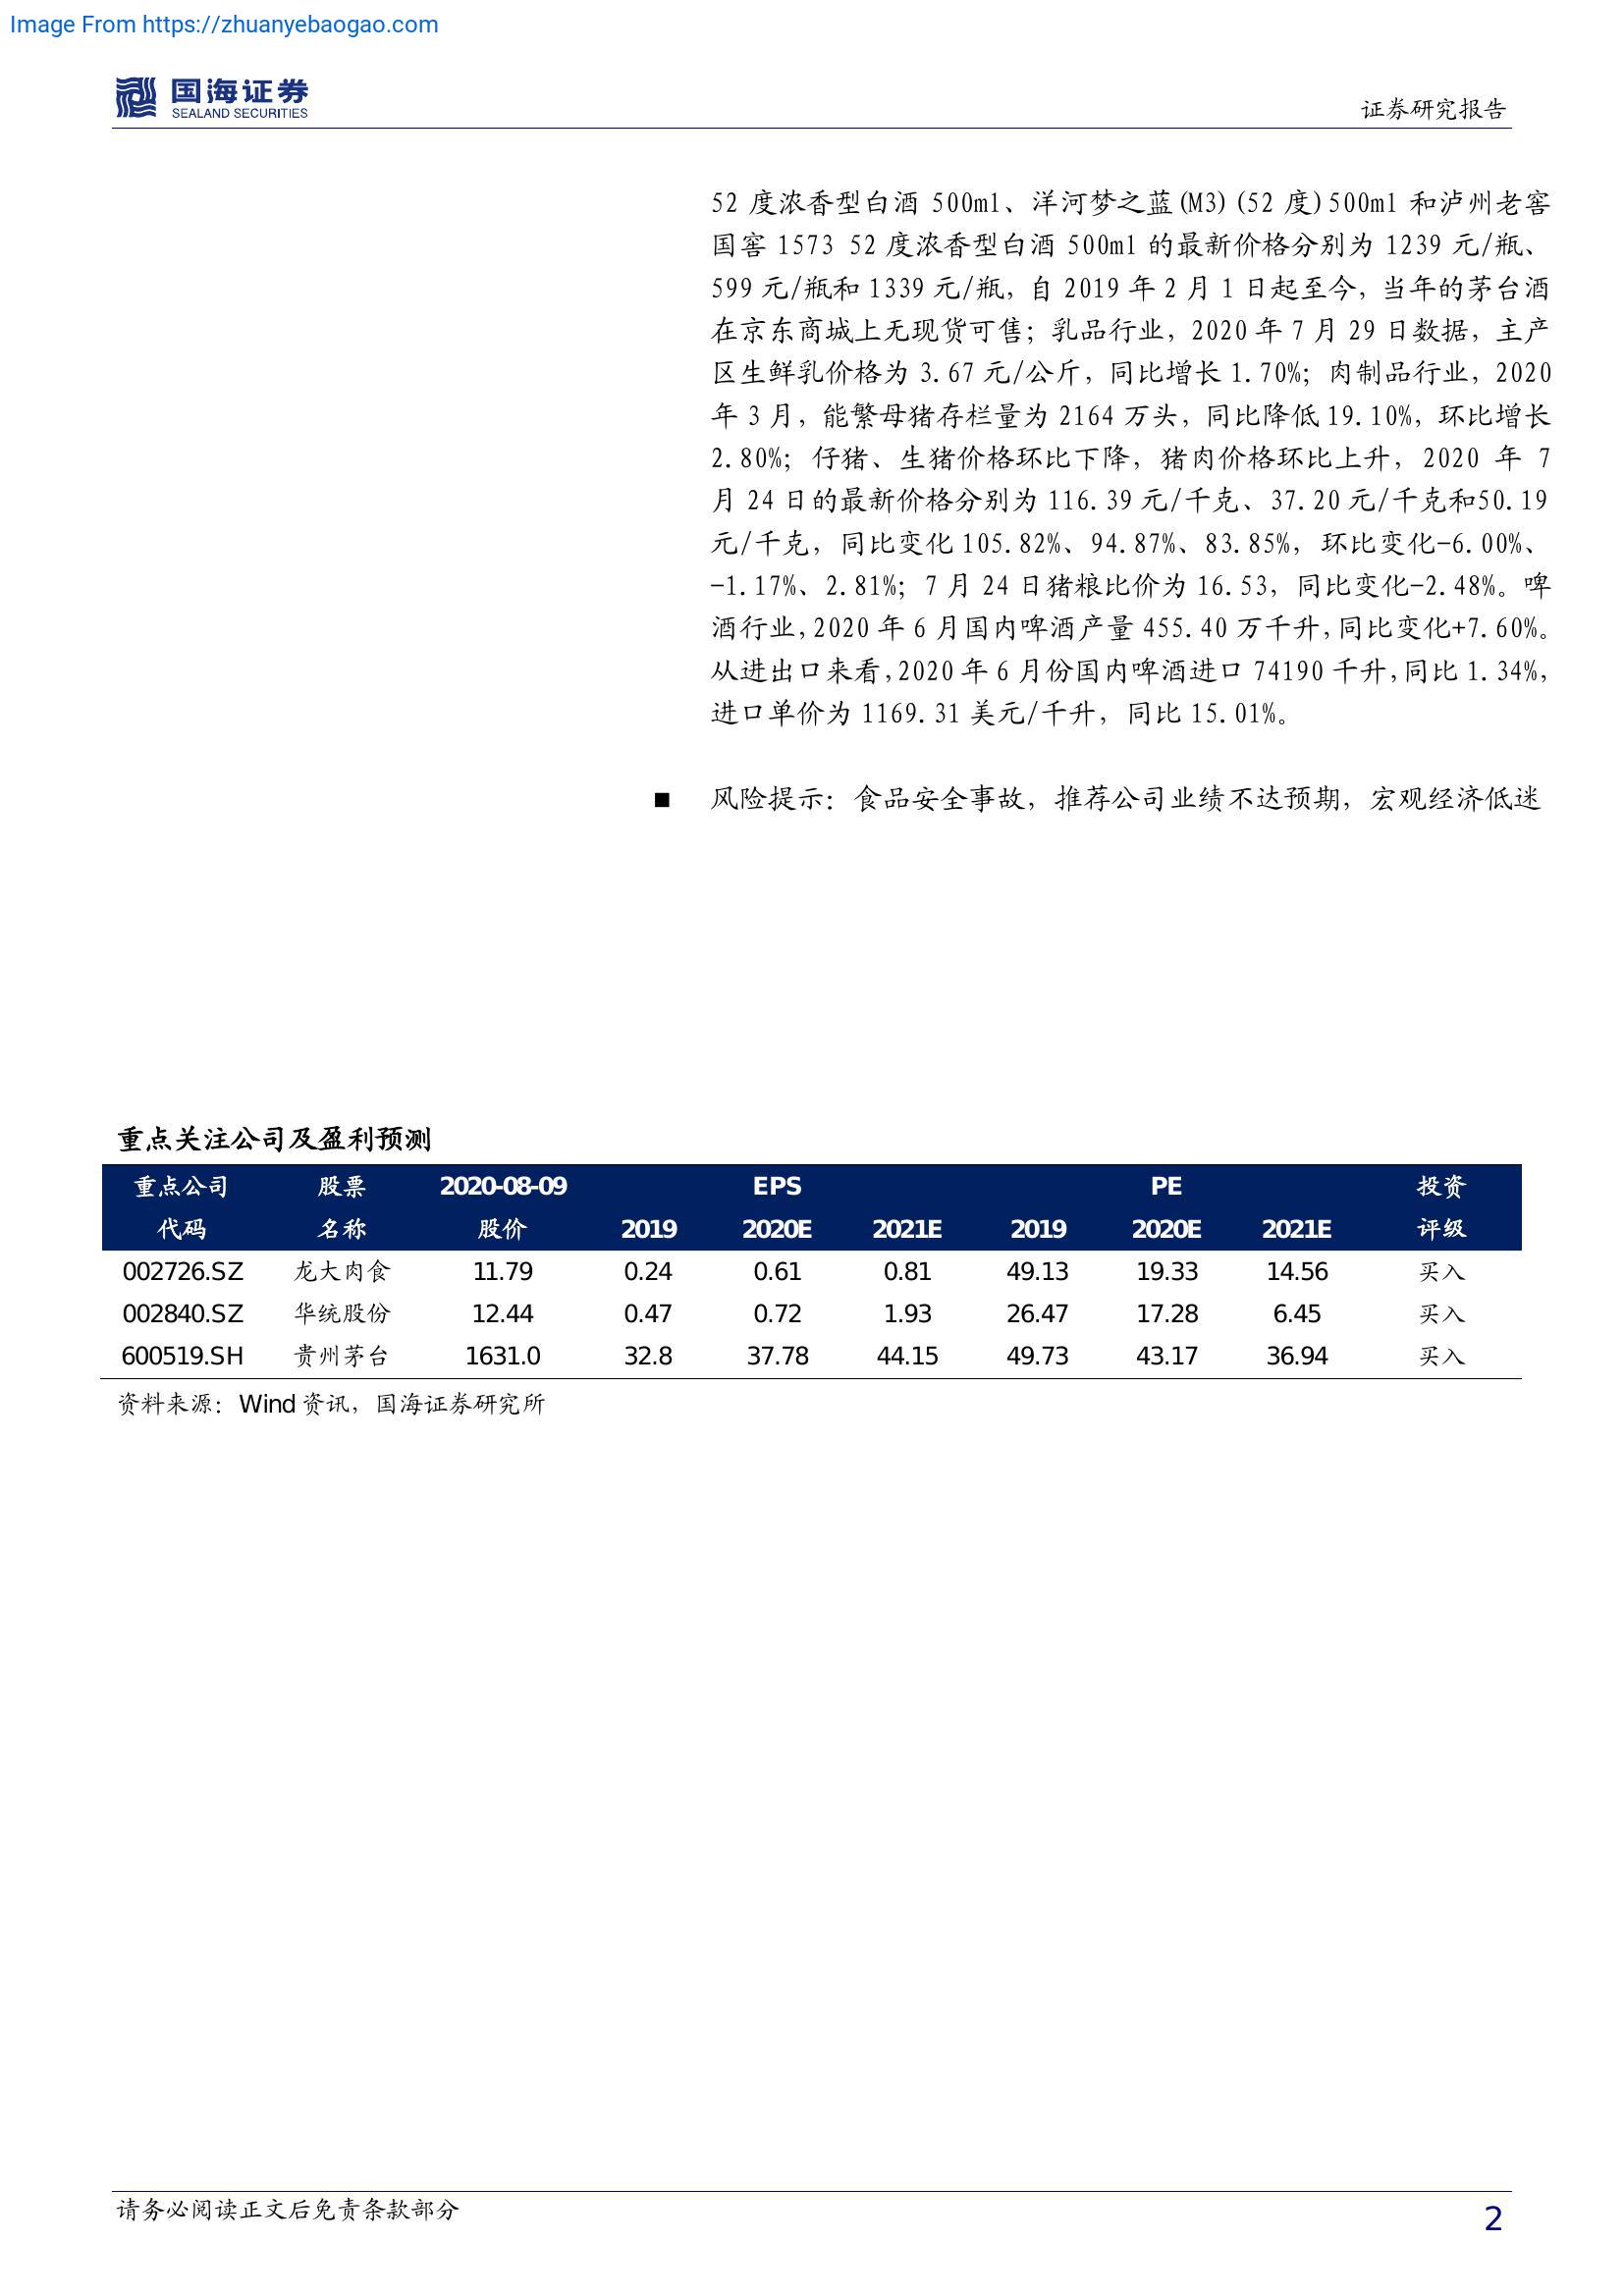 Image From https://zhuanyebaogao.com
国海证券
SEALAND SECURITIES
证券研究报告
52 度浓香型白酒 500ml、洋河梦之蓝(M3)(52 度)500ml 和泸州老窖
国窖 1573 52 度浓香型白酒 500ml 的最新价格分别为 1239 元/瓶、
599 元/瓶和 1339 元/瓶，自 2019 年 2 月 1 日起至今，当年的茅台酒
在京东商城上无现货可售；乳品行业，2020 年 7 月 29 日数据，主产
区生鲜乳价格为 3.67 元/公斤，同比增长 1.70%；肉制品行业，2020
年 3 月，能繁母猪存栏量为 2164 万头，同比降低 19.10%，环比增长
2.80%；仔猪、生猪价格环比下降，猪肉价格环比上升，2020 年 7
月 24 日的最新价格分别为 116.39 元/千克、37.20 元/千克和50.19
元/千克，同比变化 105.82%、94.87%、83.85%，环比变化-6.00%、
-1.17%、2.81%；7 月 24 日猪粮比价为 16.53，同比变化-2.48%。啤
酒行业，2020 年 6 月国内啤酒产量 455.40 万千升，同比变化+7.60%。
从进出口来看，2020 年 6 月份国内啤酒进口 74190 千升，同比 1.34%，
进口单价为 1169.31 美元/千升，同比 15.01%。
■ 风险提示：食品安全事故，推荐公司业绩不达预期，宏观经济低迷
重点关注公司及盈利预测
重点公司 股票 2020-08-09 EPS PE 投资
代码 名称 股价 2019 2020E 2021E 2019 2020E 2021E 评级
002726.SZ 龙大肉食 11.79 0.24 0.61 0.81 49.13 19.33 14.56 买入
002840.SZ 华统股份 12.44 0.47 0.72 1.93 26.47 17.28 6.45 买入
600519.SH 贵州茅台 1631.0 32.8 37.78 44.15 49.73 43.17 36.94 买入
资料来源：Wind 资讯，国海证券研究所
请务必阅读正文后免责条款部分
2